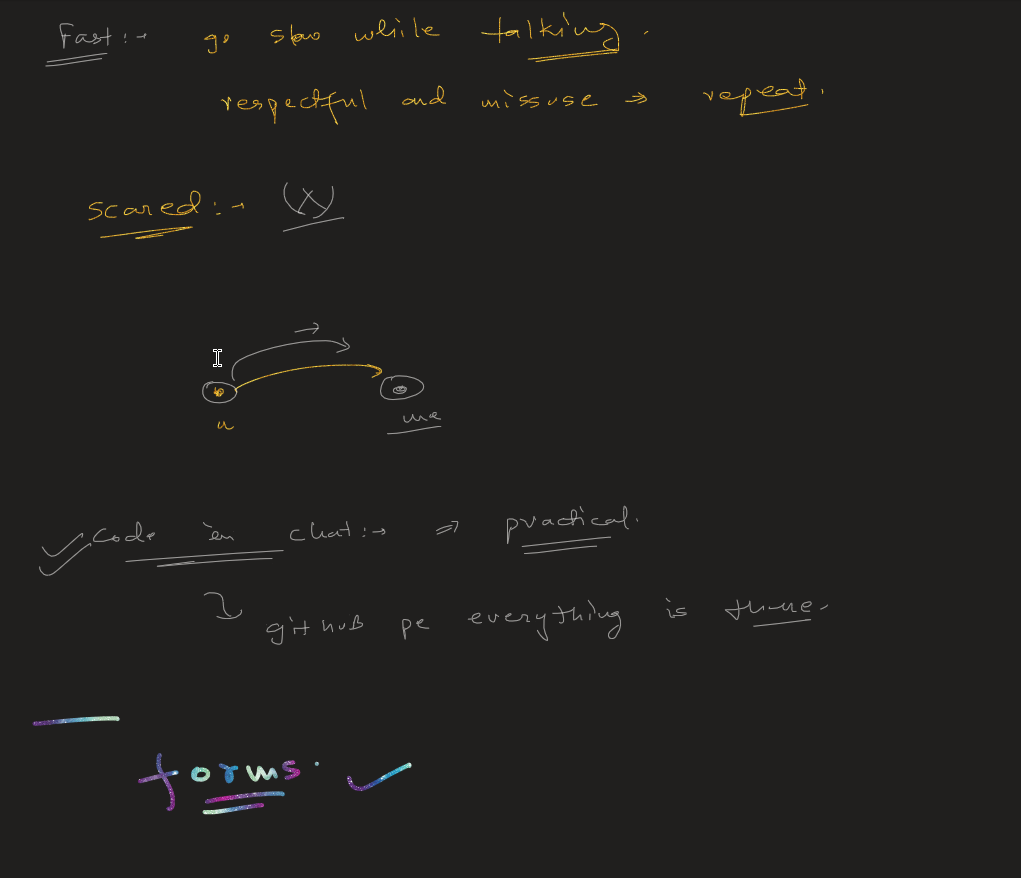 Fast :→ go slow while talking.
respectful and missuse → repeat.
scared :→ (X)
u
me
Code in chat :→ ⇒ practical.
github pe everything is there.
forms.